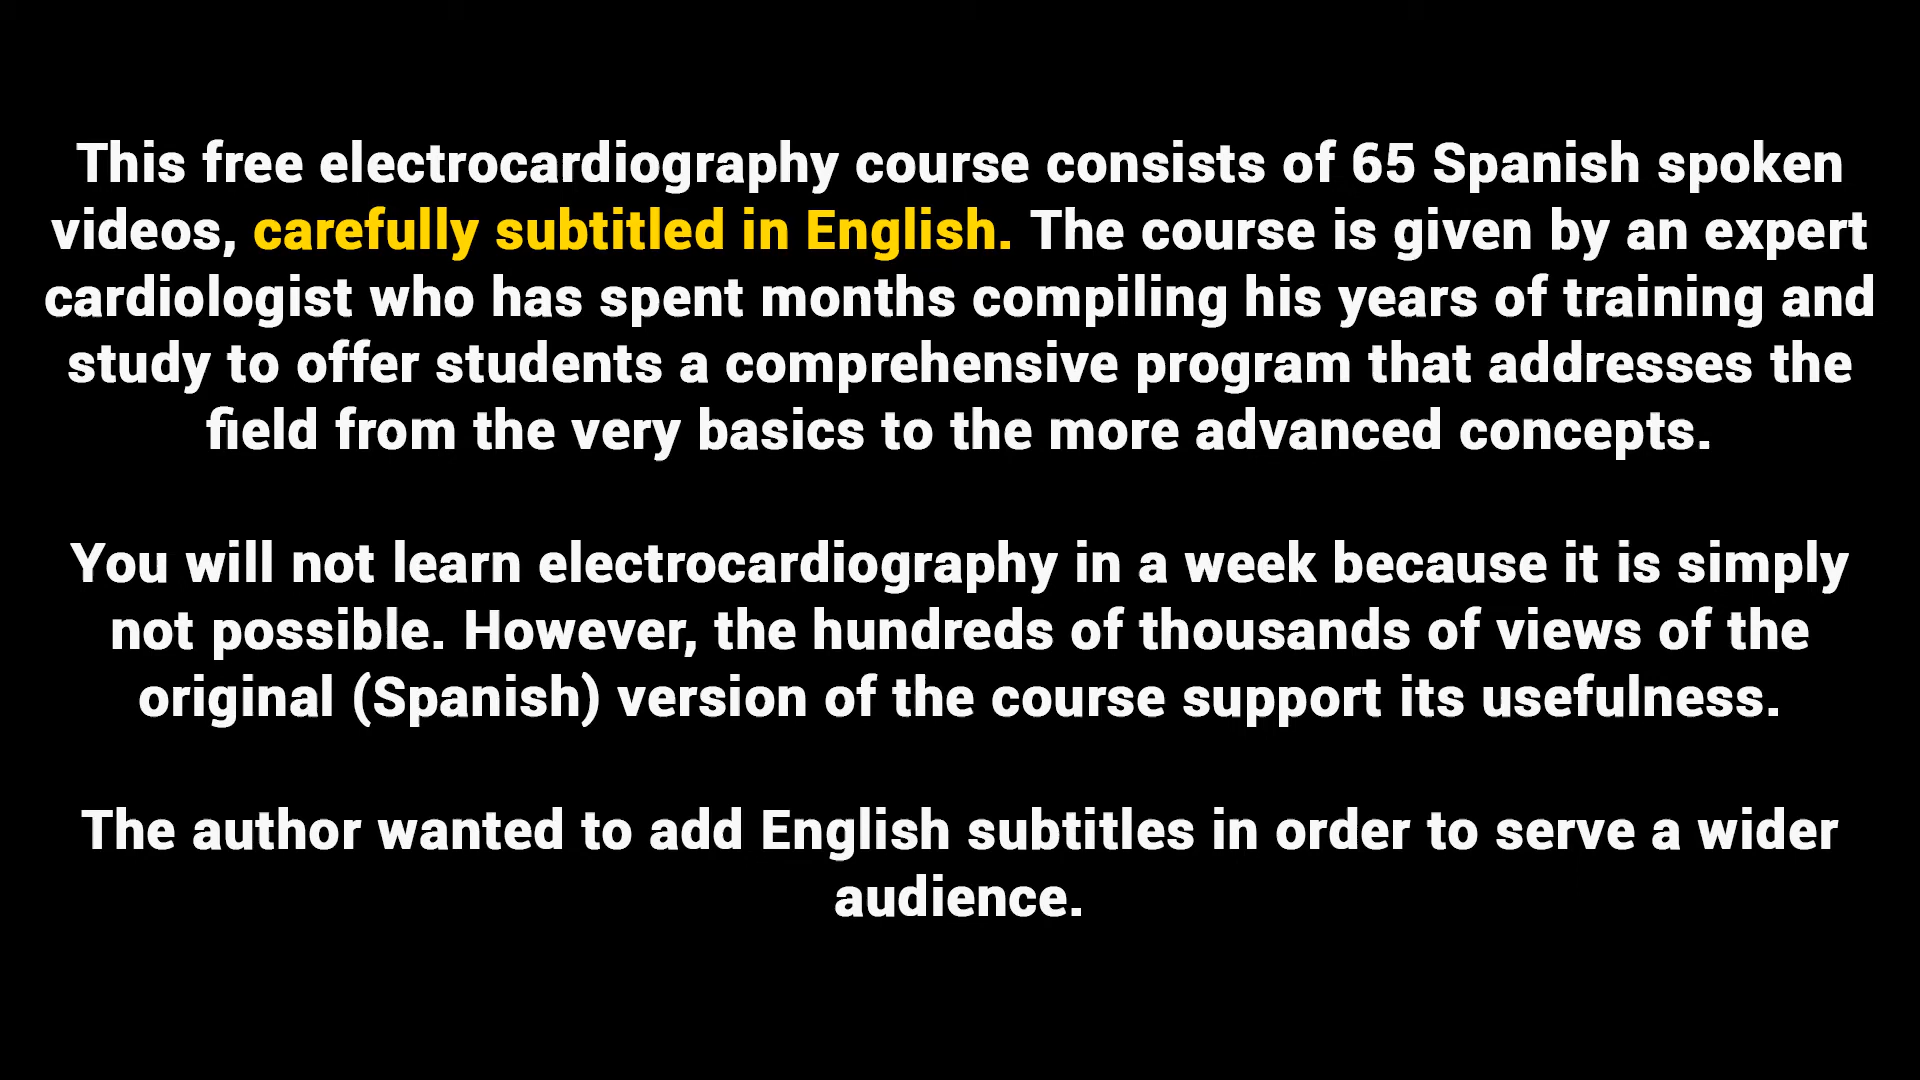 This free electrocardiography course consists of 65 Spanish spoken
videos, carefully subtitled in English. The course is given by an expert
cardiologist who has spent months compiling his years of training and
study to offer students a comprehensive program that addresses the
field from the very basics to the more advanced concepts.
You will not learn electrocardiography in a week because it is simply
not possible. However, the hundreds of thousands of views of the
original (Spanish) version of the course support its usefulness.
The author wanted to add English subtitles in order to serve a wider
audience.